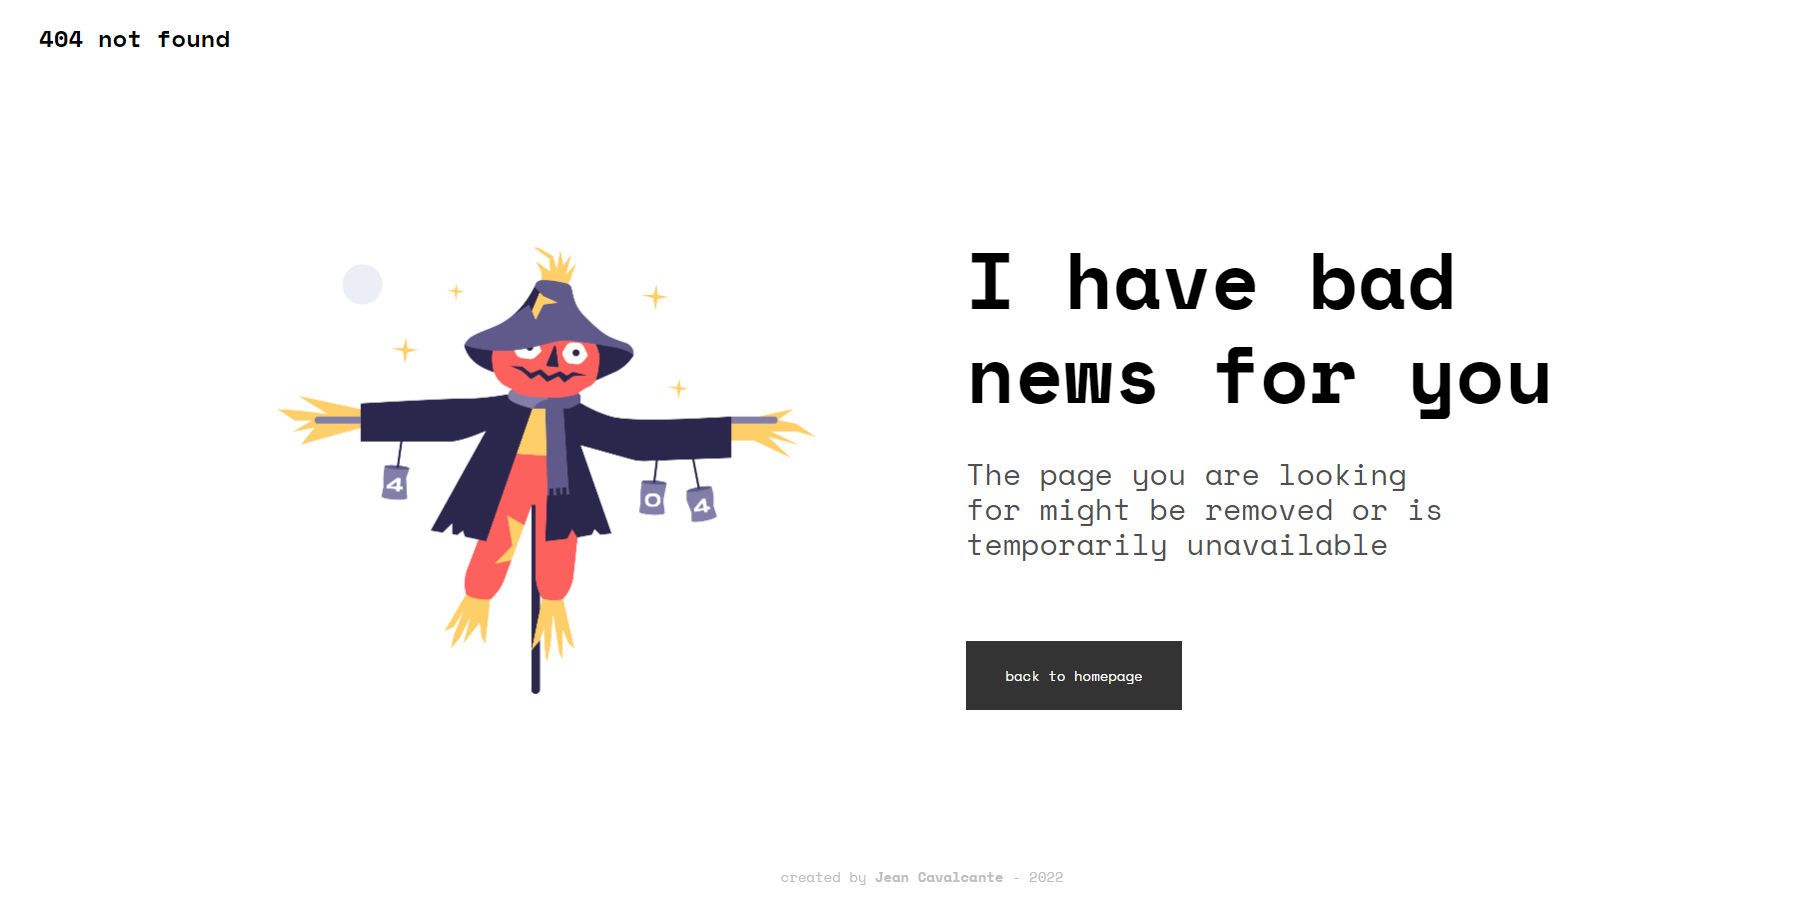 404 not found
I have bad
news for you
The page you are looking
for might be removed or is
temporarily unavailable
4
0
4
back to homepage
created by Jean Cavalcante - 2022